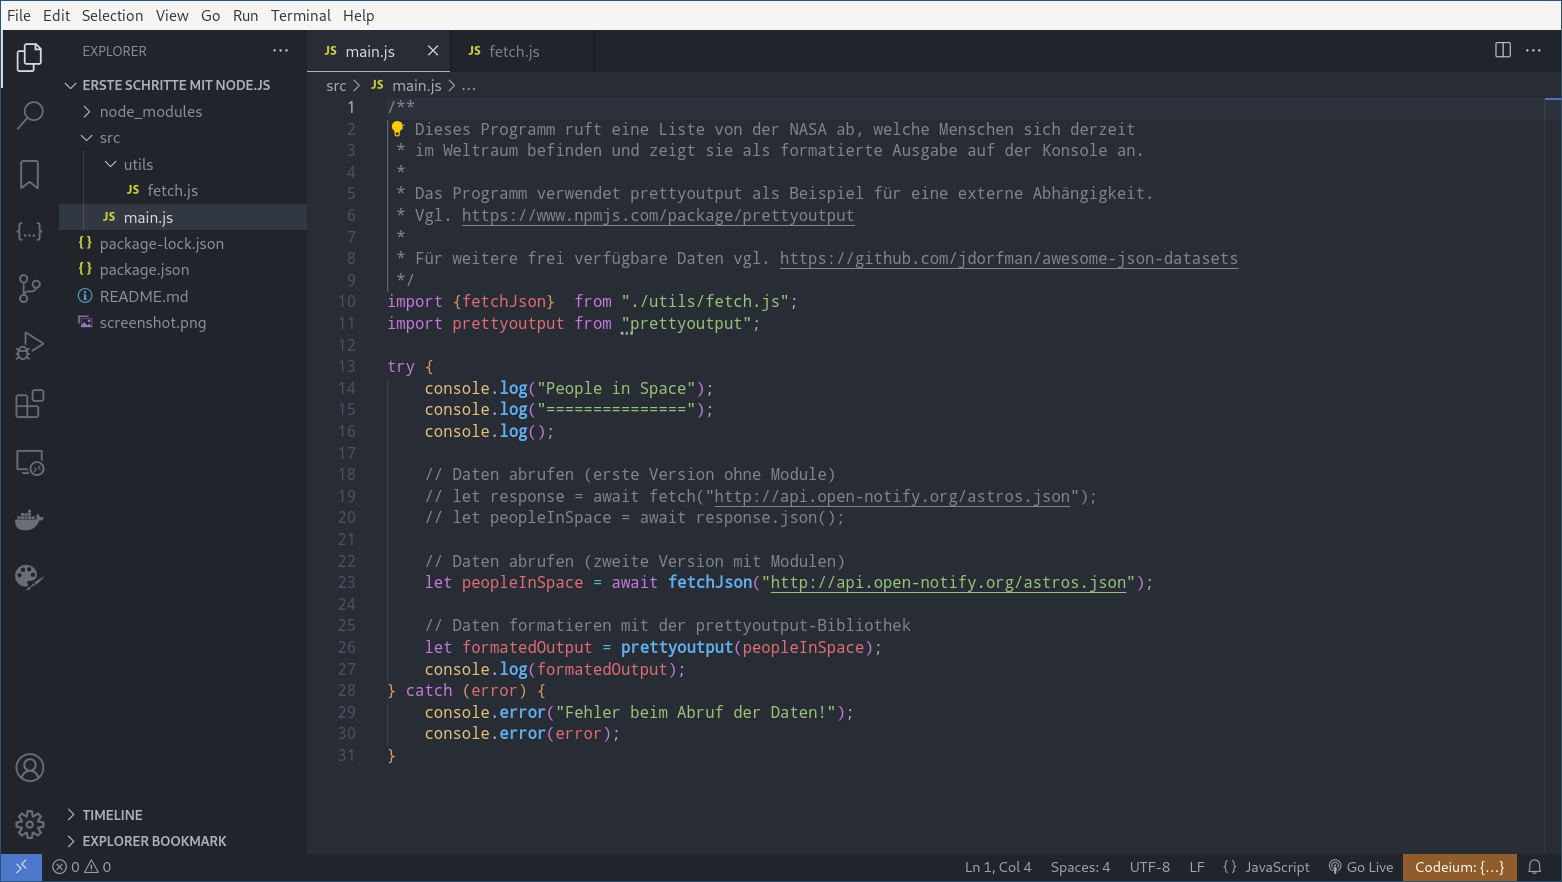 File Edit Selection View Go Run Terminal Help
EXPLORER ···
ERSTE SCHRITTE MIT NODE.JS
node_modules
src
utils
JS fetch.js
JS main.js
{} package-lock.json
{} package.json
README.md
screenshot.png
TIMELINE
EXPLORER BOOKMARK
JS main.js JS fetch.js ···
src > JS main.js > ...
1 /**
2 Dieses Programm ruft eine Liste von der NASA ab, welche Menschen sich derzeit
3 * im Weltraum befinden und zeigt sie als formatierte Ausgabe auf der Konsole an.
4 *
5 * Das Programm verwendet prettyoutput als Beispiel für eine externe Abhängigkeit.
6 * Vgl. https://www.npmjs.com/package/prettyoutput
7 *
8 * Für weitere frei verfügbare Daten vgl. https://github.com/jdorfman/awesome-json-datasets
9 */
10 import {fetchJson}  from "./utils/fetch.js";
11 import prettyoutput from "prettyoutput";
12
13 try {
14     console.log("People in Space");
15     console.log("===============");
16     console.log();
17
18     // Daten abrufen (erste Version ohne Module)
19     // let response = await fetch("http://api.open-notify.org/astros.json");
20     // let peopleInSpace = await response.json();
21
22     // Daten abrufen (zweite Version mit Modulen)
23     let peopleInSpace = await fetchJson("http://api.open-notify.org/astros.json");
24
25     // Daten formatieren mit der prettyoutput-Bibliothek
26     let formatedOutput = prettyoutput(peopleInSpace);
27     console.log(formatedOutput);
28 } catch (error) {
29     console.error("Fehler beim Abruf der Daten!");
30     console.error(error);
31 }
0 0 Ln 1, Col 4 Spaces: 4 UTF-8 LF {} JavaScript Go Live Codeium: {...}